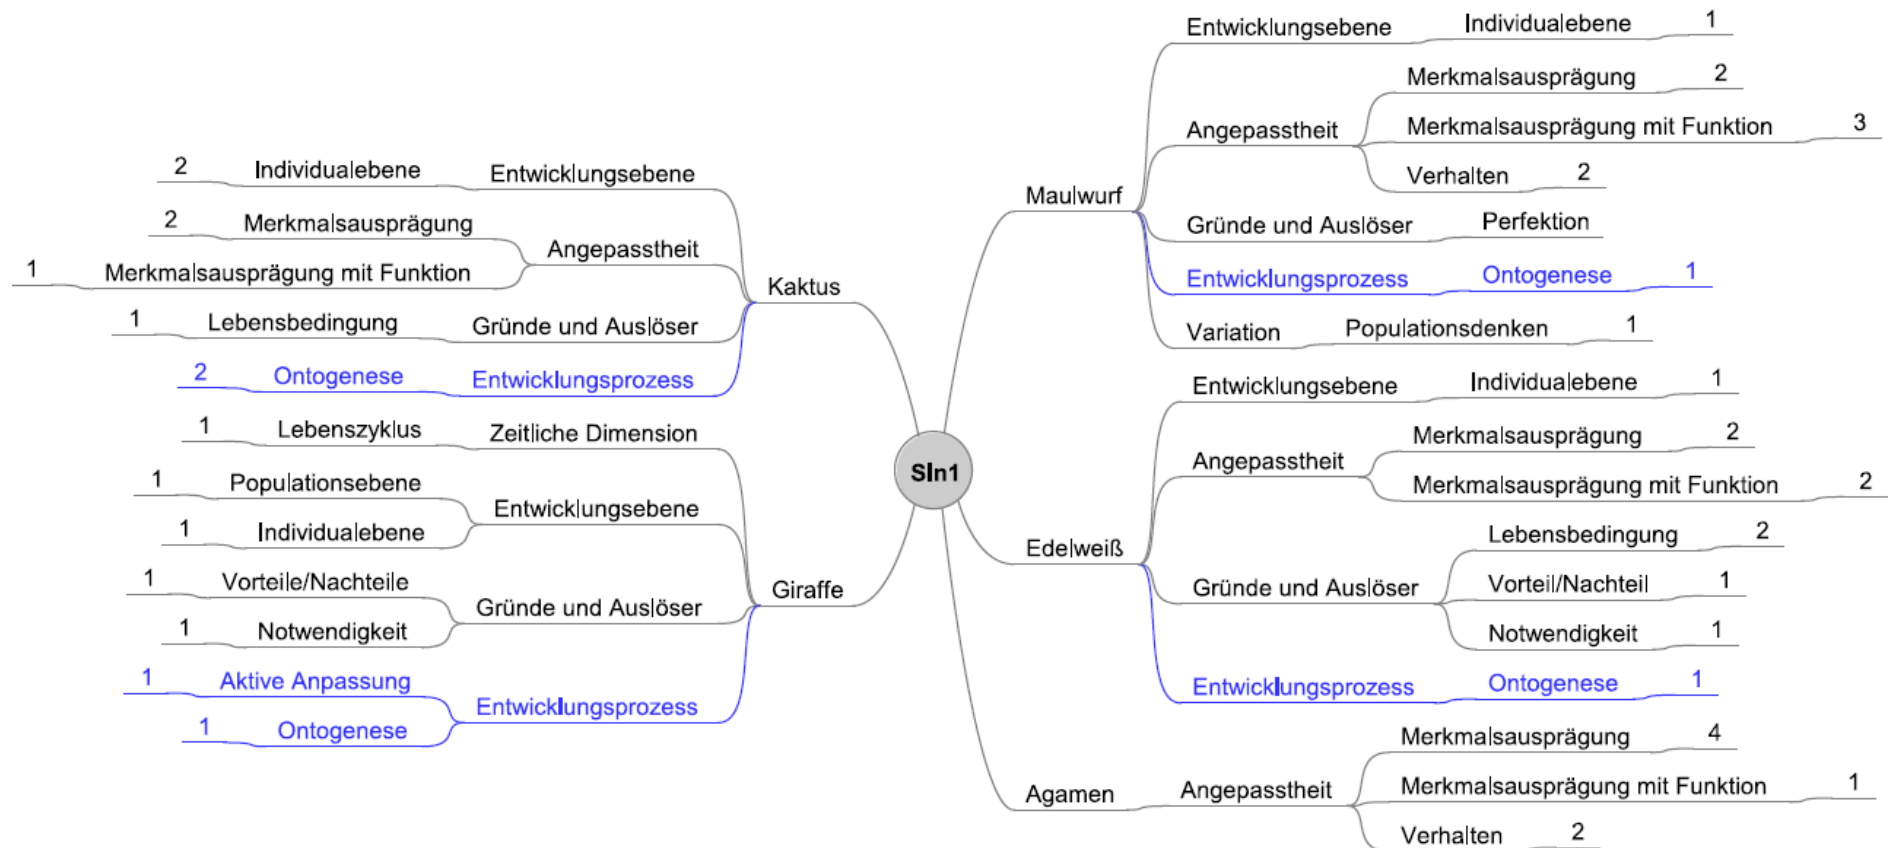 SIn1
Kaktus
Entwicklungsebene
Individualebene
2
Angepasstheit
Merkmalsausprägung
2
Merkmalsausprägung mit Funktion
1
Gründe und Auslöser
Lebensbedingung
1
Entwicklungsprozess
Ontogenese
2
Giraffe
Zeitliche Dimension
Lebenszyklus
1
Entwicklungsebene
Populationsebene
1
Individualebene
1
Gründe und Auslöser
Vorteile/Nachteile
1
Notwendigkeit
1
Entwicklungsprozess
Aktive Anpassung
1
Ontogenese
1
Maulwurf
Entwicklungsebene
Individualebene
1
Angepasstheit
Merkmalsausprägung
2
Merkmalsausprägung mit Funktion
3
Verhalten
2
Gründe und Auslöser
Perfektion
Entwicklungsprozess
Ontogenese
1
Variation
Populationsdenken
1
Edelweiß
Entwicklungsebene
Individualebene
1
Angepasstheit
Merkmalsausprägung
2
Merkmalsausprägung mit Funktion
2
Gründe und Auslöser
Lebensbedingung
2
Vorteil/Nachteil
1
Notwendigkeit
1
Entwicklungsprozess
Ontogenese
1
Agamen
Angepasstheit
Merkmalsausprägung
4
Merkmalsausprägung mit Funktion
1
Verhalten
2